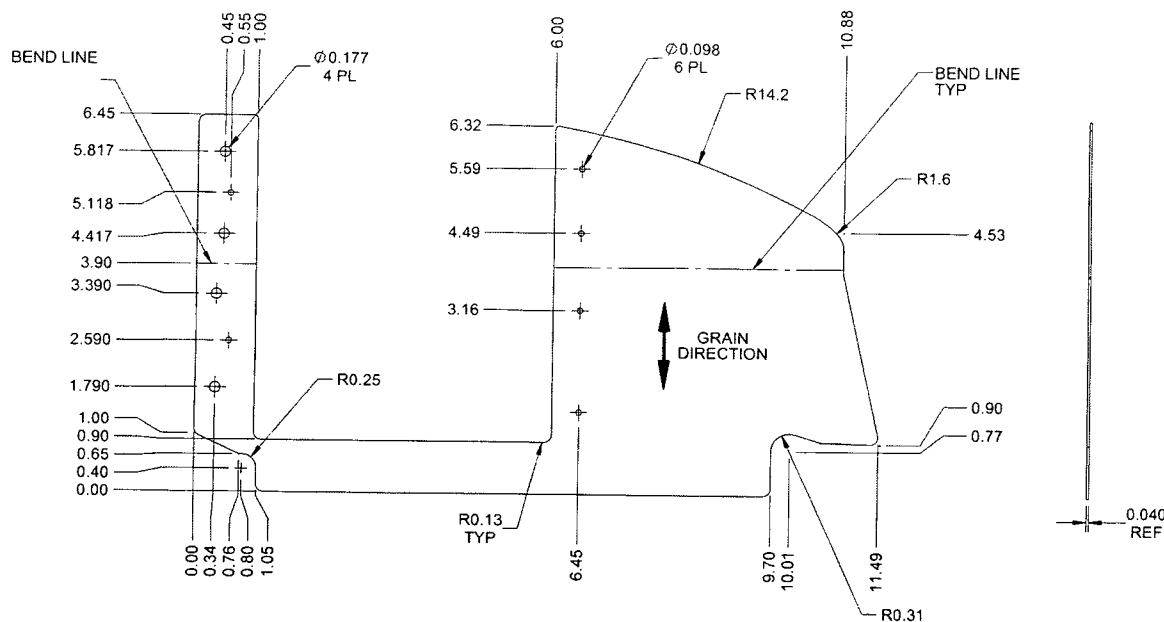 0.45
0.55
1.00
6.00
10.88
BEND LINE
Ø0.177
4 PL
Ø0.098
6 PL
BEND LINE
TYP
R14.2
6.45
6.32
5.817
5.59
R1.6
5.118
4.417
4.49
4.53
3.90
3.390
3.16
GRAIN
DIRECTION
2.590
1.790
R0.25
1.00
0.90
0.90
0.77
0.65
0.40
0.00
R0.13
TYP
0.040
REF
0.00
0.34
0.76
0.80
1.05
6.45
9.70
10.01
11.49
R0.31